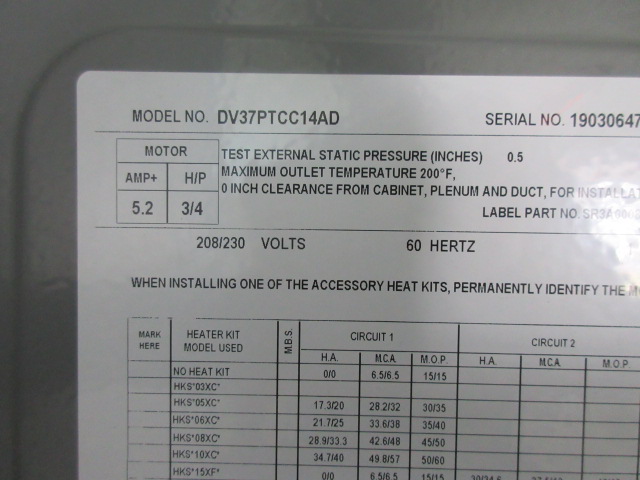 MODEL NO. DV37PTCC14AD SERIAL NO. 19030647
MOTOR
AMP+ H/P
5.2 3/4
TEST EXTERNAL STATIC PRESSURE (INCHES) 0.5
MAXIMUM OUTLET TEMPERATURE 200°F,
0 INCH CLEARANCE FROM CABINET, PLENUM AND DUCT, FOR INSTALLAT
LABEL PART NO.
208/230 VOLTS 60 HERTZ
WHEN INSTALLING ONE OF THE ACCESSORY HEAT KITS, PERMANENTLY IDENTIFY THE MO
MARK HERE HEATER KIT MODEL USED M.B.S. CIRCUIT 1 CIRCUIT 2
H.A. M.C.A. M.O.P. H.A. M.C.A. M.O.P.
NO HEAT KIT 0/0 6.5/6.5 15/15
HKS*03XC*
HKS*05XC* 17.3/20 28.2/32 30/35
HKS*06XC* 21.7/25 33.6/38 35/40
HKS*08XC* 28.9/33.3 42.6/48 45/50
HKS*10XC* 34.7/40 49.8/57 50/60
HKS*15XF* 0/0 6.5/6.5 15/15